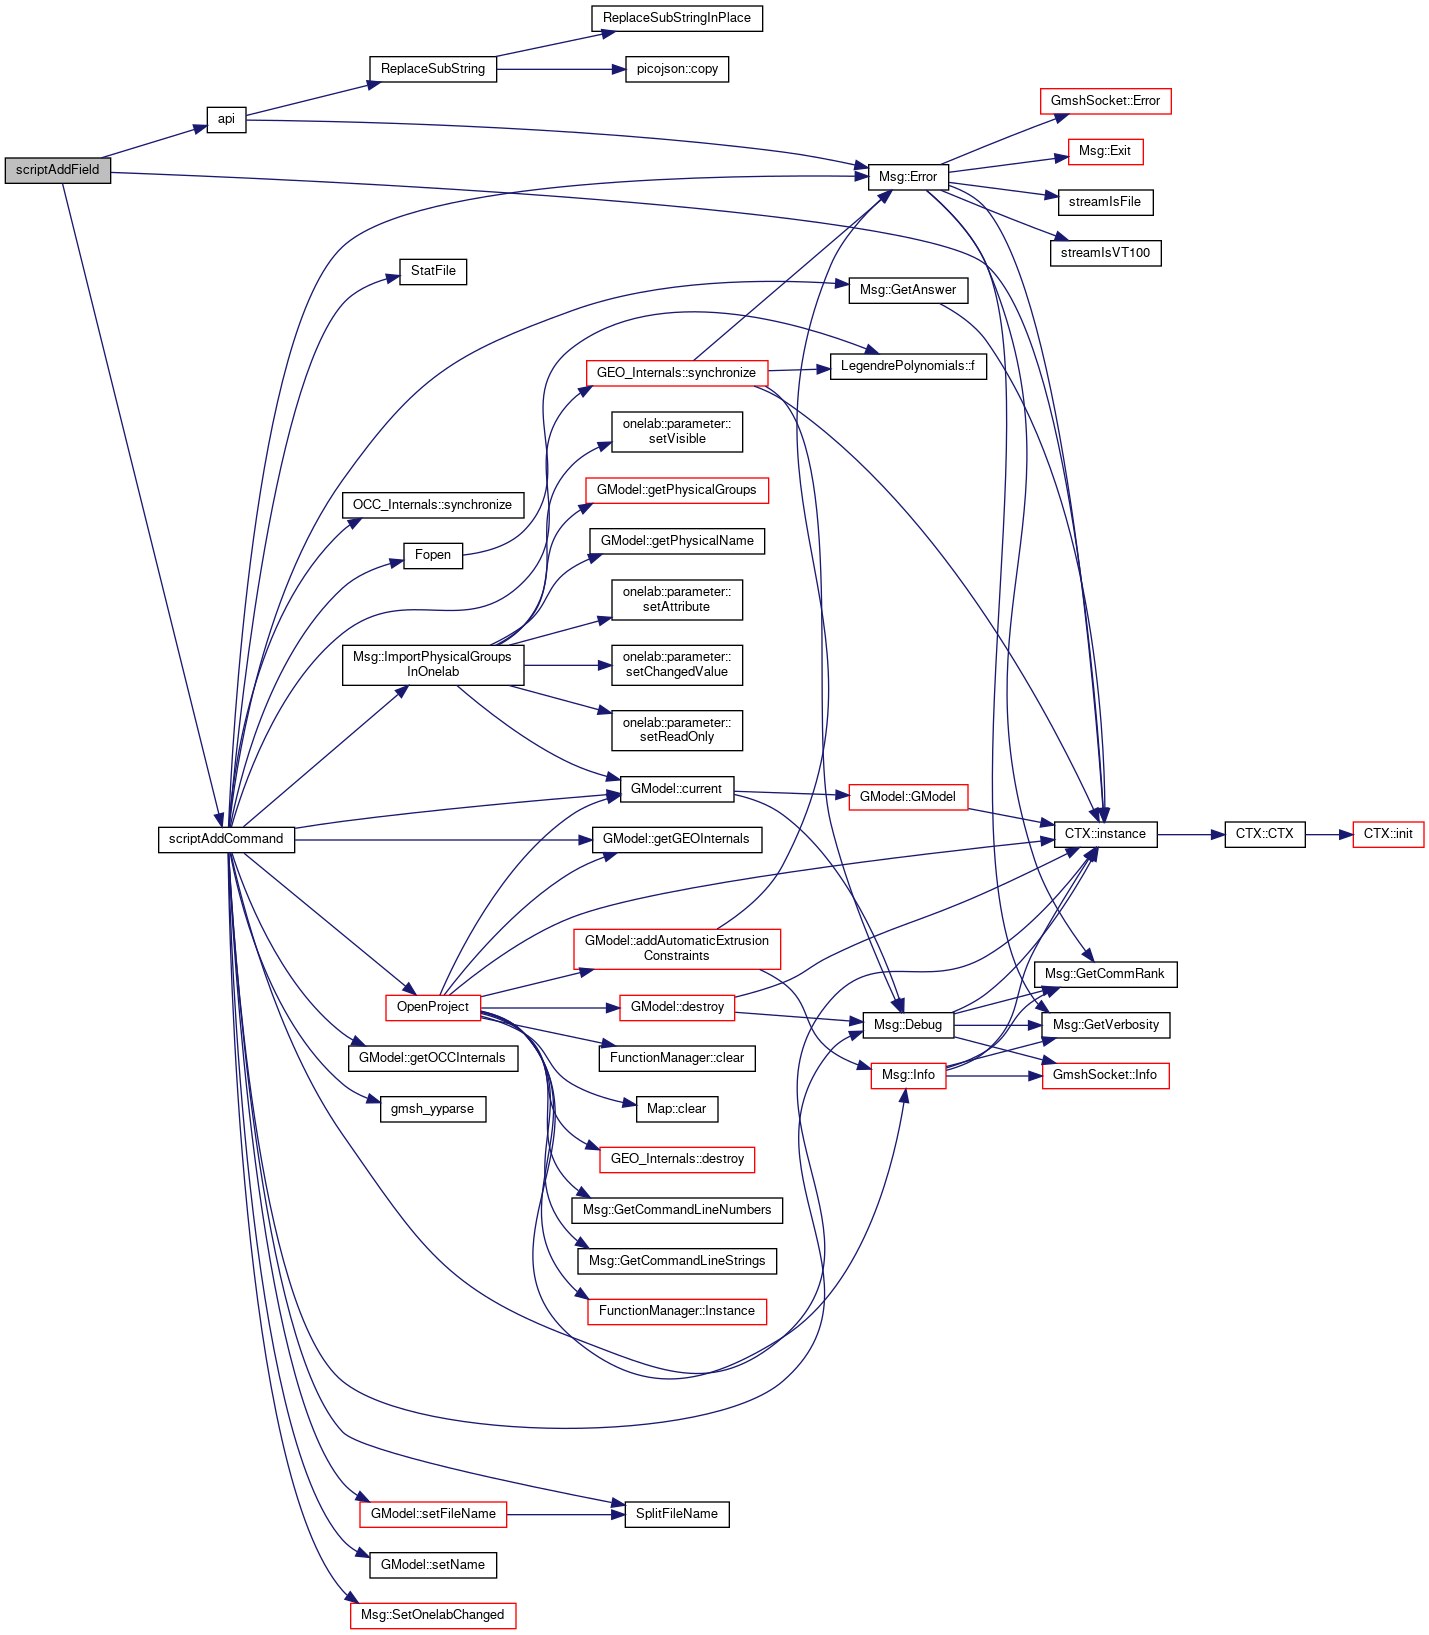 ReplaceSubStringInPlace
ReplaceSubString
picojson::copy
api
scriptAddField
GmshSocket::Error
Msg::Exit
Msg::Error
streamIsFile
streamIsVT100
StatFile
Msg::GetAnswer
GEO_Internals::synchronize
LegendrePolynomials::f
onelab::parameter::
setVisible
OCC_Internals::synchronize
GModel::getPhysicalGroups
Fopen
GModel::getPhysicalName
onelab::parameter::
setAttribute
Msg::ImportPhysicalGroups
InOnelab
onelab::parameter::
setChangedValue
onelab::parameter::
setReadOnly
GModel::current
GModel::GModel
scriptAddCommand
GModel::getGEOInternals
CTX::instance
CTX::CTX
CTX::init
GModel::addAutomaticExtrusion
Constraints
Msg::GetCommRank
OpenProject
GModel::destroy
Msg::Debug
Msg::GetVerbosity
GModel::getOCCInternals
FunctionManager::clear
Msg::Info
GmshSocket::Info
gmsh_yyparse
Map::clear
GEO_Internals::destroy
Msg::GetCommandLineNumbers
Msg::GetCommandLineStrings
FunctionManager::Instance
GModel::setFileName
SplitFileName
GModel::setName
Msg::SetOnelabChanged